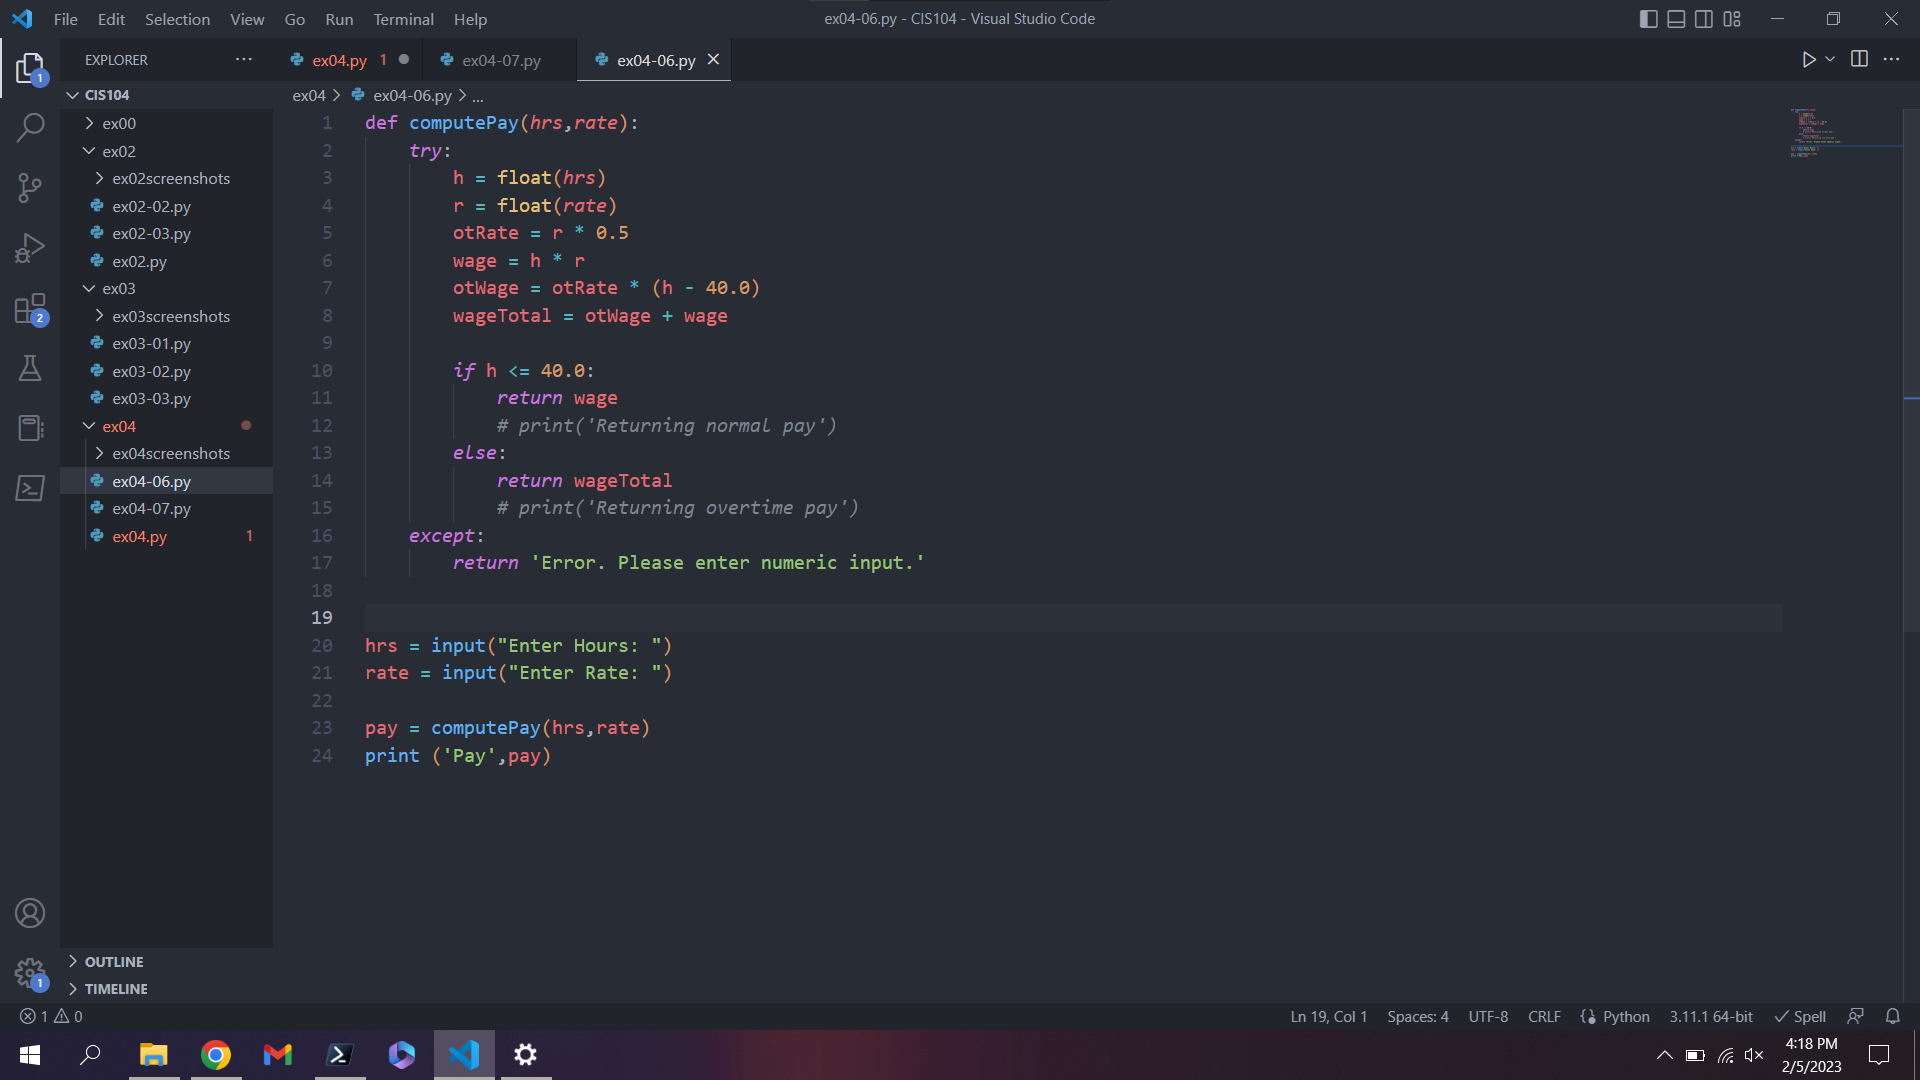 File Edit Selection View Go Run Terminal Help
ex04-06.py - CIS104 - Visual Studio Code
EXPLORER
ex04.py 1
ex04-07.py
ex04-06.py
1
CIS104
ex04 > ex04-06.py > ...
ex00
ex02
ex02screenshots
ex02-02.py
ex02-03.py
ex02.py
ex03
ex03screenshots
2
ex03-01.py
ex03-02.py
ex03-03.py
ex04
ex04screenshots
ex04-06.py
ex04-07.py
ex04.py 1
1 def computePay(hrs,rate):
2 try:
3 h = float(hrs)
4 r = float(rate)
5 otRate = r * 0.5
6 wage = h * r
7 otWage = otRate * (h - 40.0)
8 wageTotal = otWage + wage
9
10 if h <= 40.0:
11 return wage
12 # print('Returning normal pay')
13 else:
14 return wageTotal
15 # print('Returning overtime pay')
16 except:
17 return 'Error. Please enter numeric input.'
18
19
20 hrs = input("Enter Hours: ")
21 rate = input("Enter Rate: ")
22
23 pay = computePay(hrs,rate)
24 print ('Pay',pay)
OUTLINE
1
TIMELINE
1 0
Ln 19, Col 1 Spaces: 4 UTF-8 CRLF Python 3.11.1 64-bit Spell
4:18 PM
2/5/2023